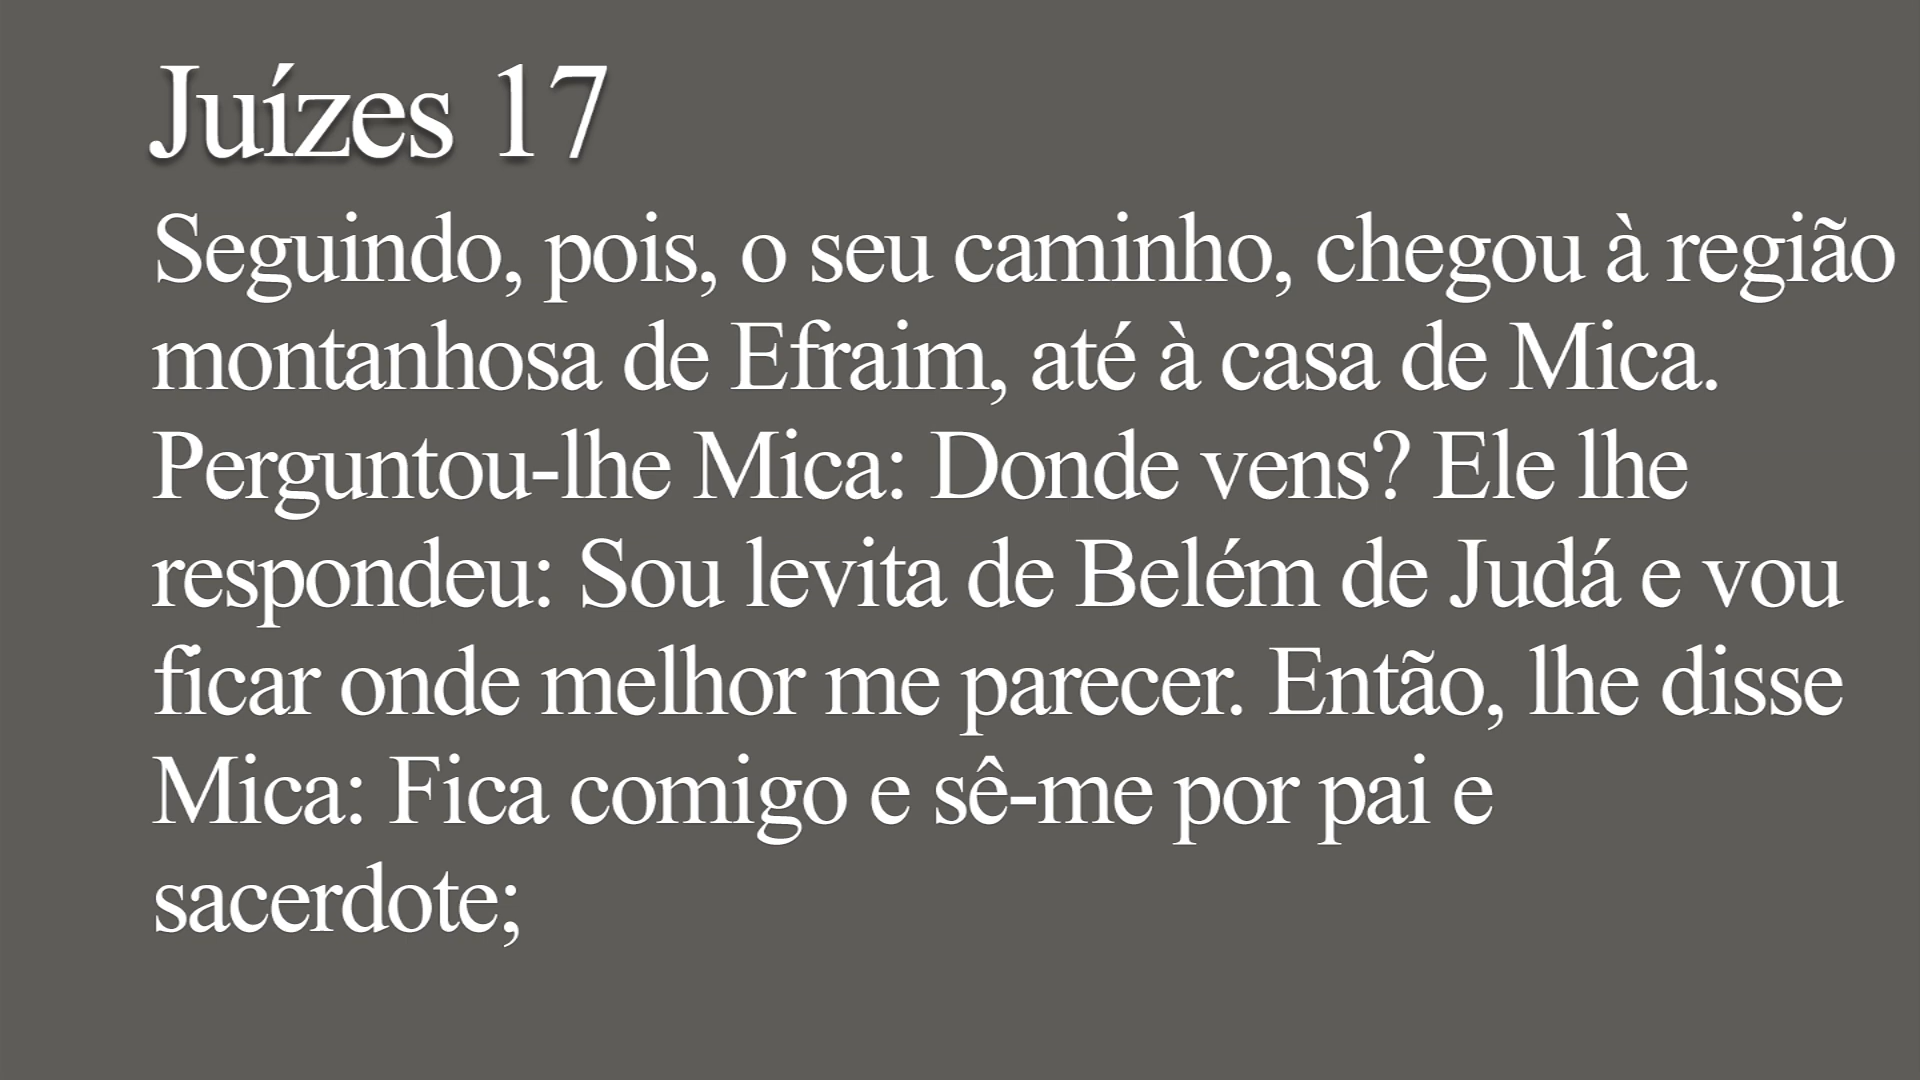 Juízes 17
Seguindo, pois, o seu caminho, chegou à região
montanhosa de Efraim, até à casa de Mica.
Perguntou-lhe Mica: Donde vens? Ele lhe
respondeu: Sou levita de Belém de Judá e vou
ficar onde melhor me parecer. Então, lhe disse
Mica: Fica comigo e sê-me por pai e
sacerdote;